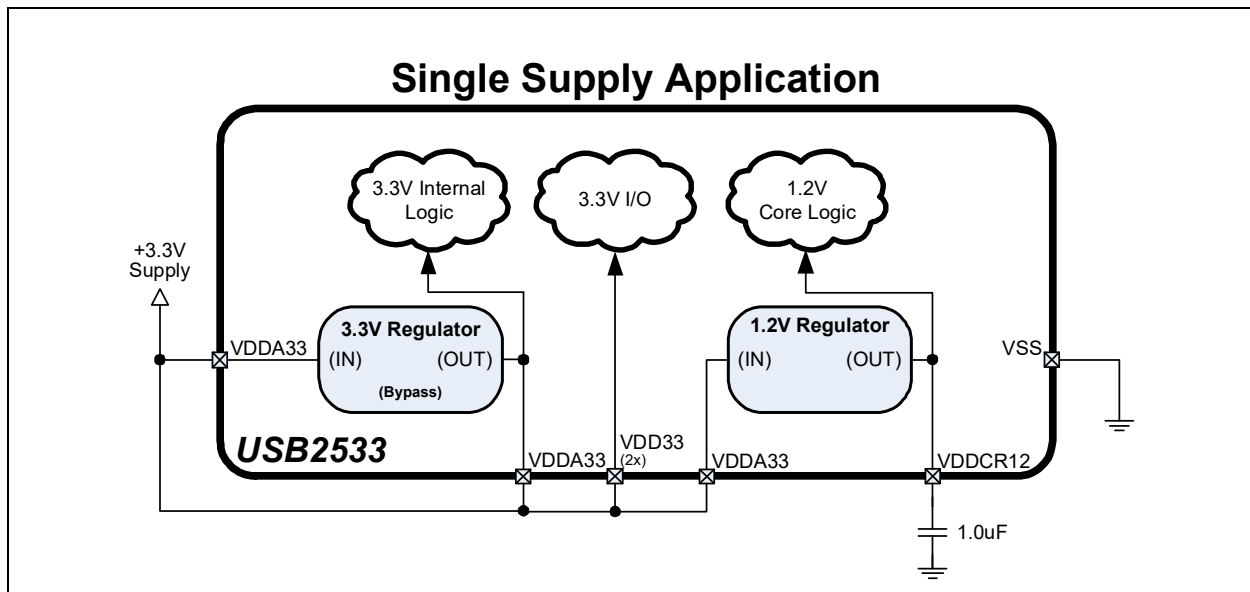 Single Supply Application
3.3V Internal
Logic
3.3V I/O
1.2V
Core Logic
+3.3V
Supply
3.3V Regulator
(IN)
(OUT)
(Bypass)
1.2V Regulator
(IN)
(OUT)
VDDA33
VSS
USB2533
VDDA33
VDD33
(2x)
VDDA33
VDDCR12
1.0uF